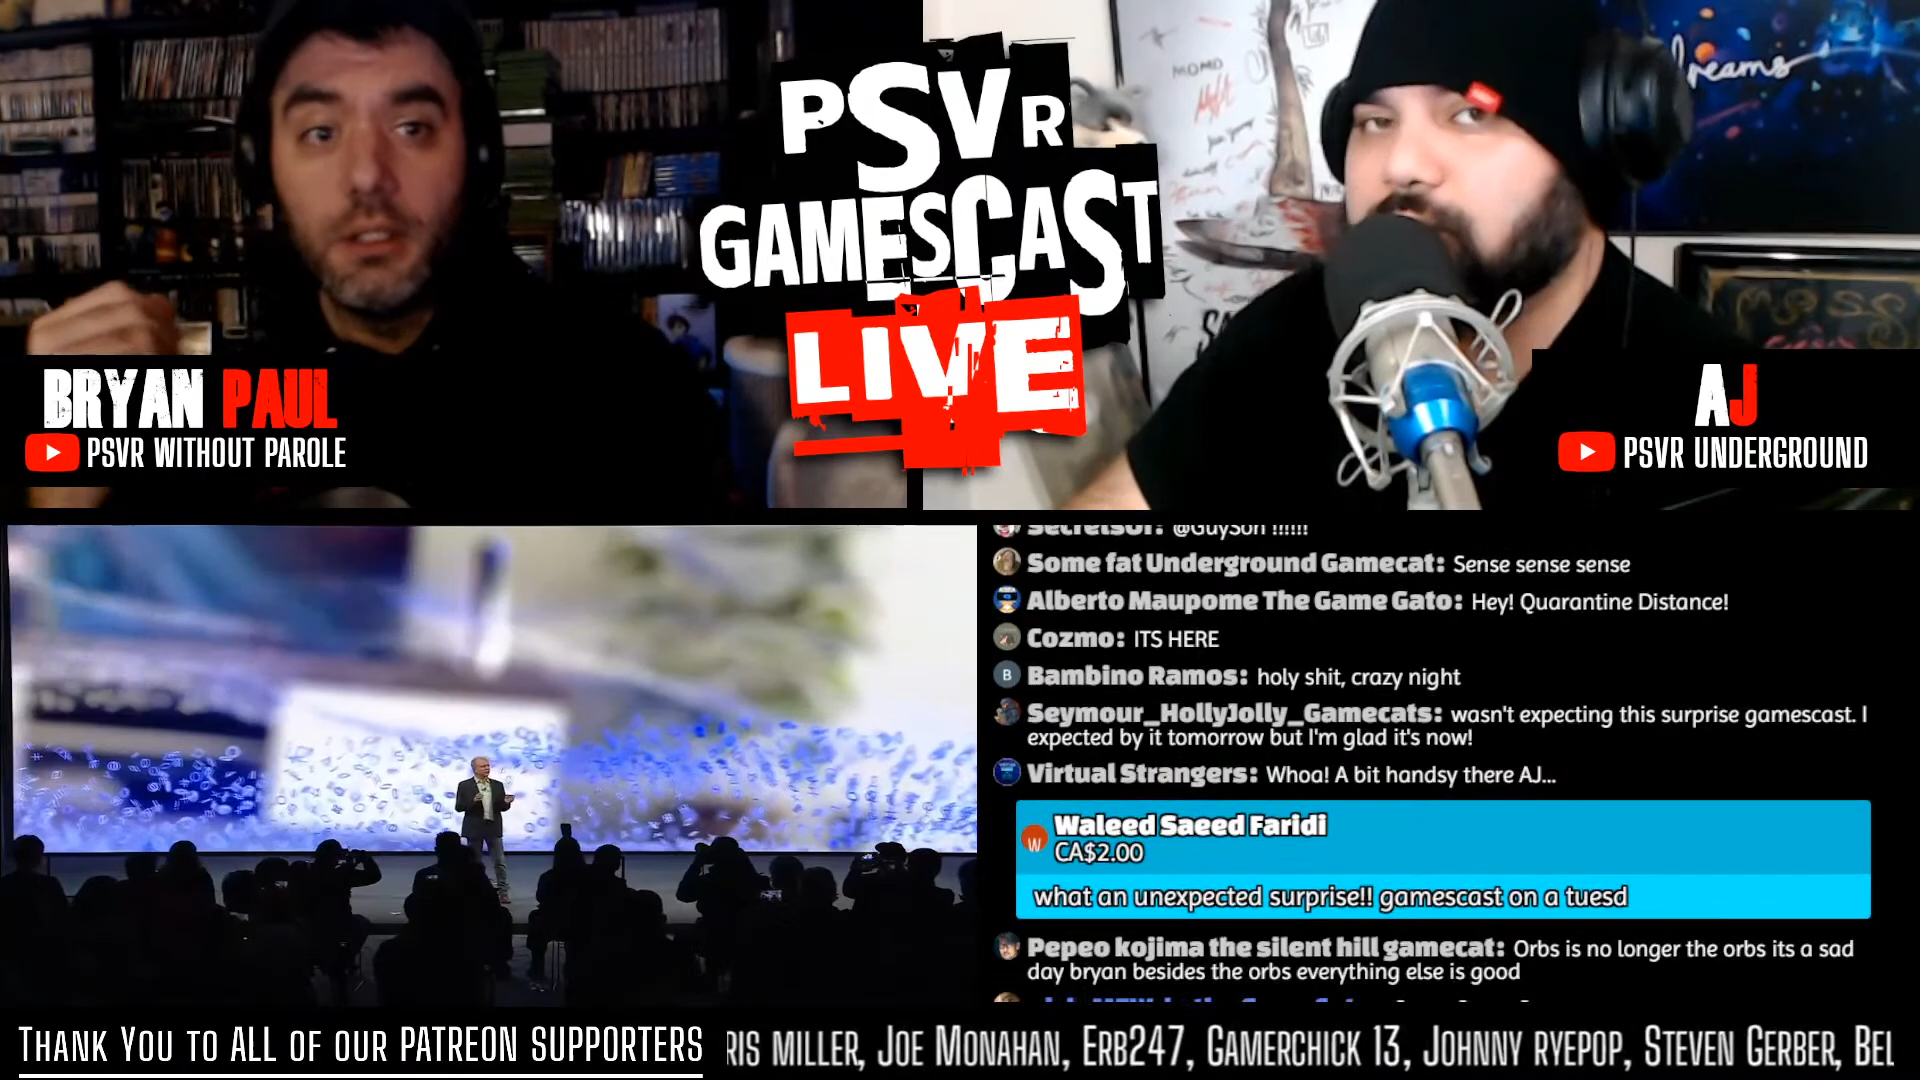 PSVR
GAMESCAST
LIVE
Dreams
MOMO
BRYAN PAUL
PSVR WITHOUT PAROLE
AJ
PSVR UNDERGROUND
@GuySon !!!!!!
Some fat Underground Gamecat: Sense sense sense
Alberto Maupome The Game Gato: Hey! Quarantine Distance!
Cozmo: ITS HERE
B Bambino Ramos: holy shit, crazy night
Seymour_HollyJolly_Gamecats: wasn't expecting this surprise gamescast. I
expected by it tomorrow but I'm glad it's now!
Virtual Strangers: Whoa! A bit handsy there AJ...
W Waleed Saeed Faridi
CA$2.00
what an unexpected surprise!! gamescast on a tuesd
Pepeo kojima the silent hill gamecat: Orbs is no longer the orbs its a sad
day bryan besides the orbs everything else is good
THANK YOU TO ALL OF OUR PATREON SUPPORTERS
RIS MILLER, JOE MONAHAN, ERB247, GAMERCHICK 13, JOHNNY RYEPOP, STEVEN GERBER, BEL